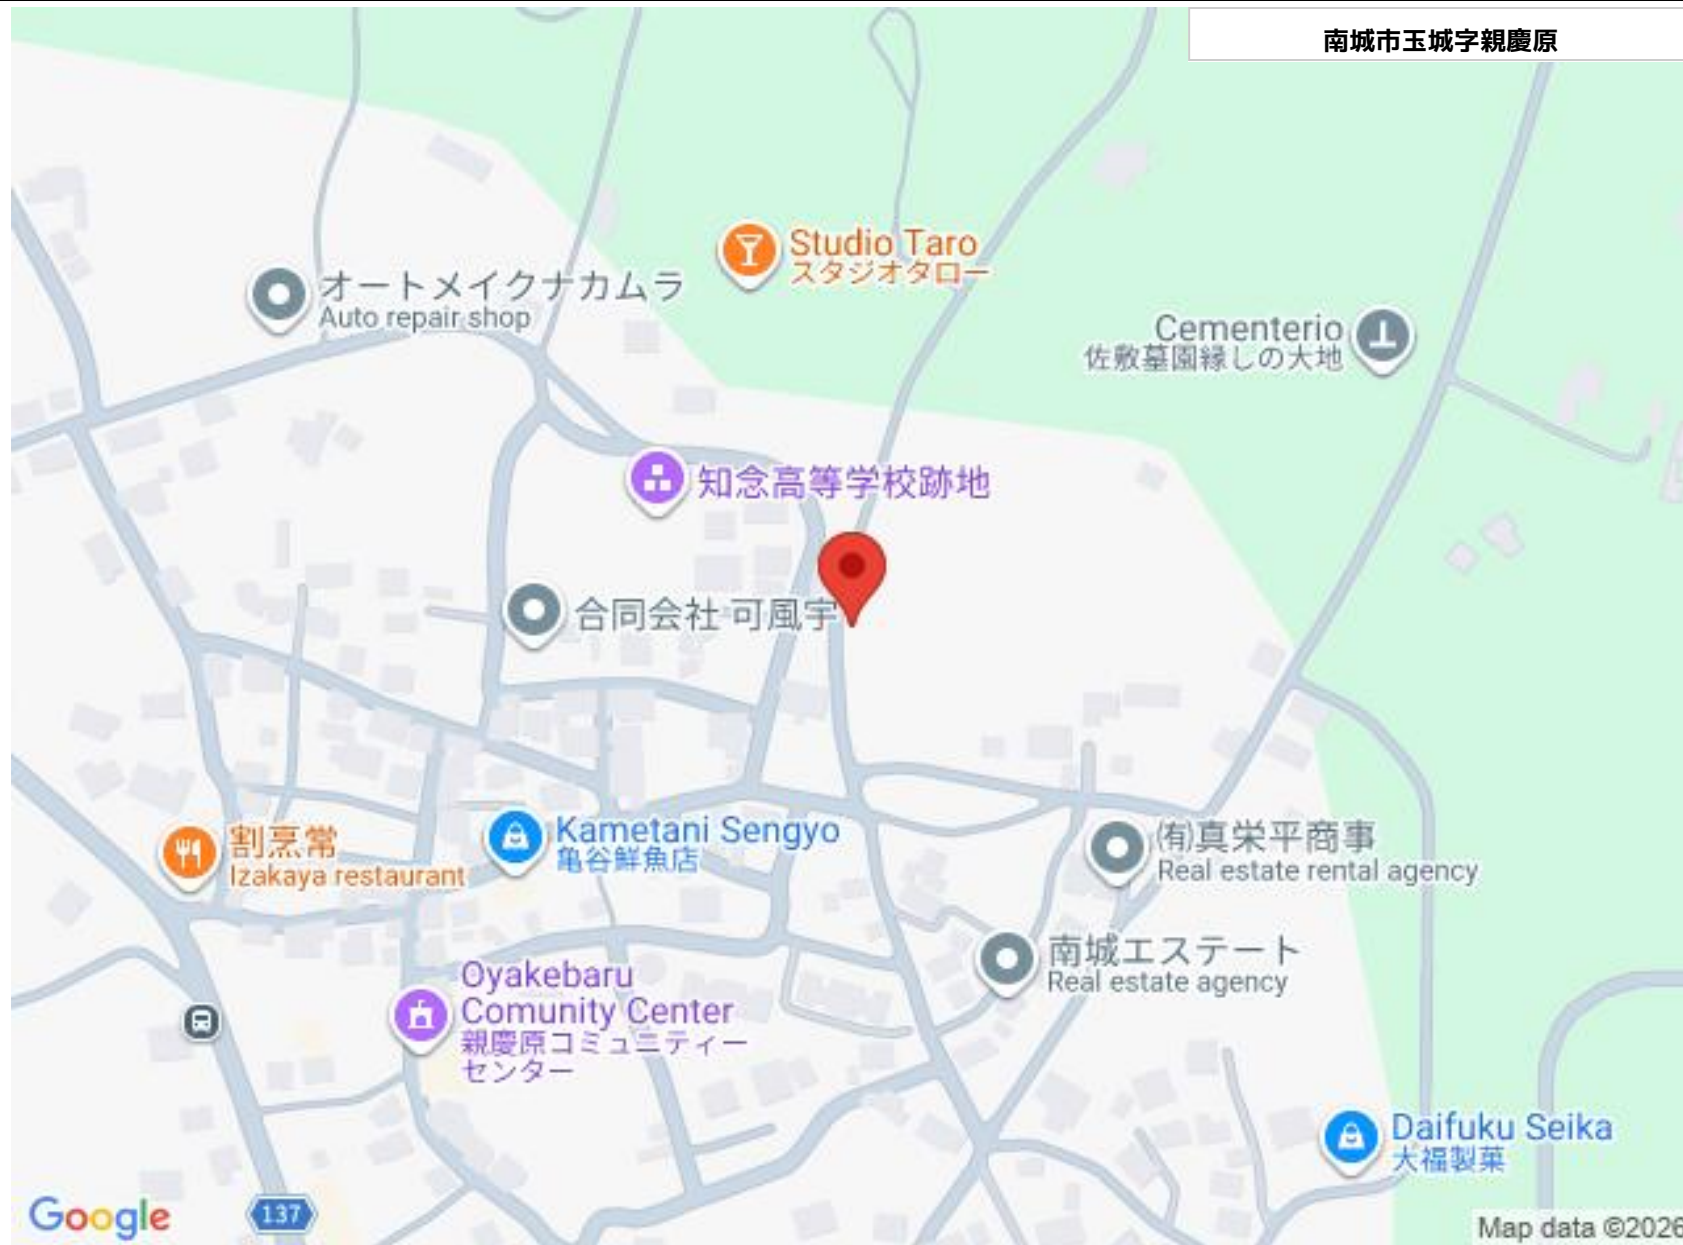 南城市玉城字親慶原
Studio Taro
スタジオタロー
オートメイクナカムラ
Auto repair shop
Cementerio
佐敷墓園縁しの大地
知念高等学校跡地
合同会社 可風宇
Kametani Sengyo
亀谷鮮魚店
割烹常
Izakaya restaurant
㈲真栄平商事
Real estate rental agency
南城エステート
Real estate agency
Oyakebaru
Comunity Center
親慶原コミュニティー
センター
Daifuku Seika
大福製菓
Google
137
Map data ©2026